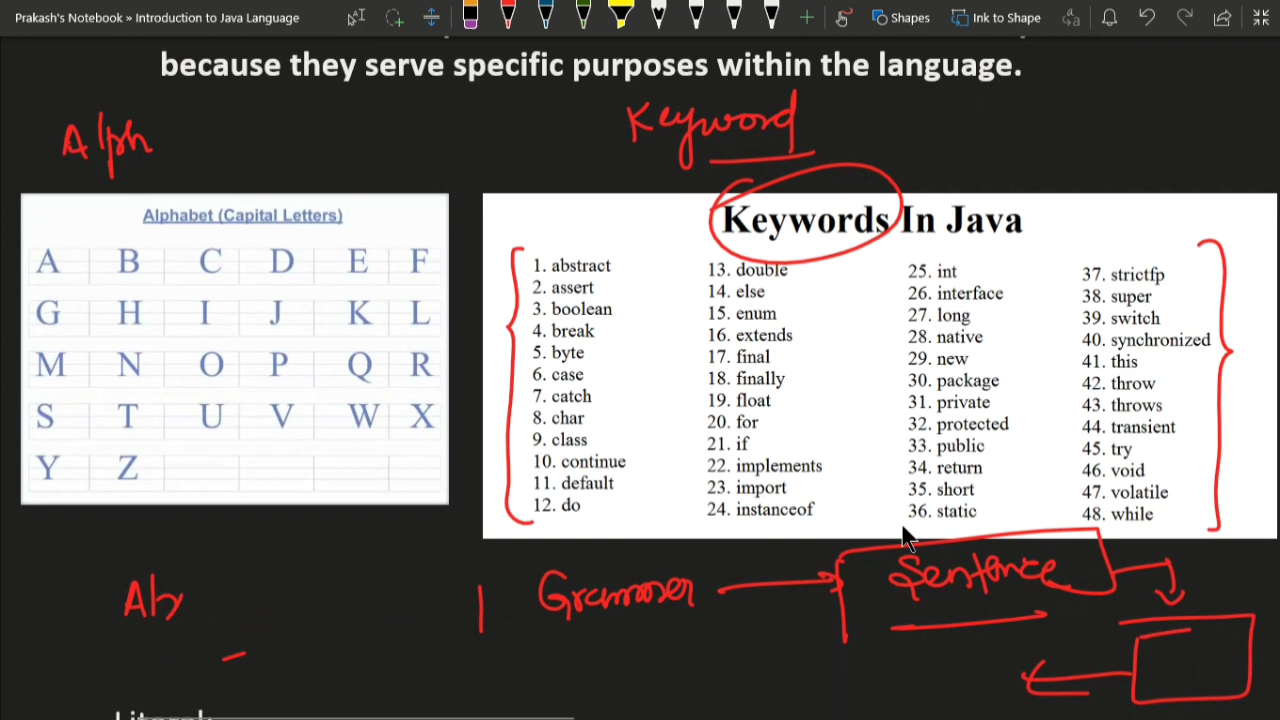 Prakash's Notebook » Introduction to Java Language
Shapes
Ink to Shape
because they serve specific purposes within the language.
Alph
Keyword
Alphabet (Capital Letters)
A B C D E F
G H I J K L
M N O P Q R
S T U V W X
Y Z
Keywords In Java
1. abstract
2. assert
3. boolean
4. break
5. byte
6. case
7. catch
8. char
9. class
10. continue
11. default
12. do
13. double
14. else
15. enum
16. extends
17. final
18. finally
19. float
20. for
21. if
22. implements
23. import
24. instanceof
25. int
26. interface
27. long
28. native
29. new
30. package
31. private
32. protected
33. public
34. return
35. short
36. static
37. strictfp
38. super
39. switch
40. synchronized
41. this
42. throw
43. throws
44. transient
45. try
46. void
47. volatile
48. while
Sentence